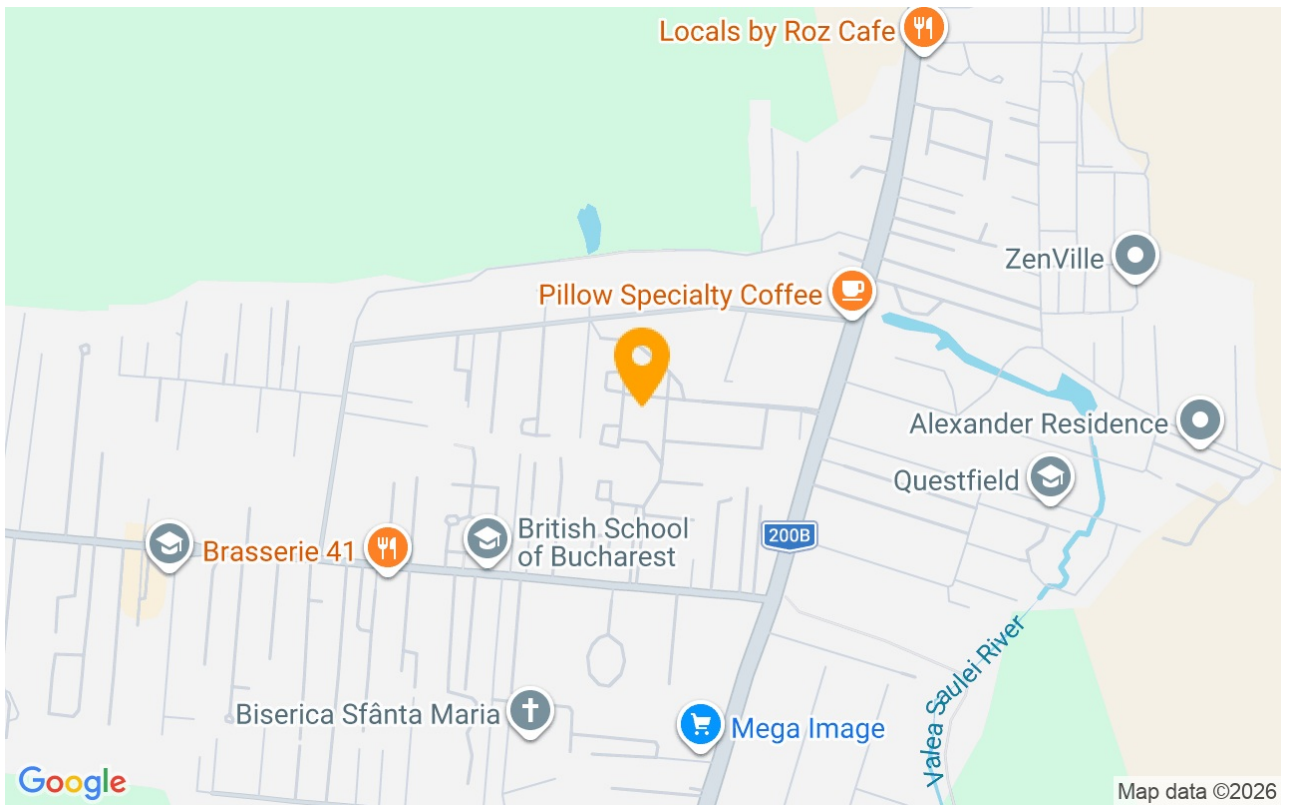 Locals by Roz Cafe
ZenVille
Pillow Specialty Coffee
Alexander Residence
Questfield
British School
of Bucharest
200B
Brasserie 41
Valea Saulei River
Biserica Sfânta Maria
Mega Image
Google
Map data ©2026